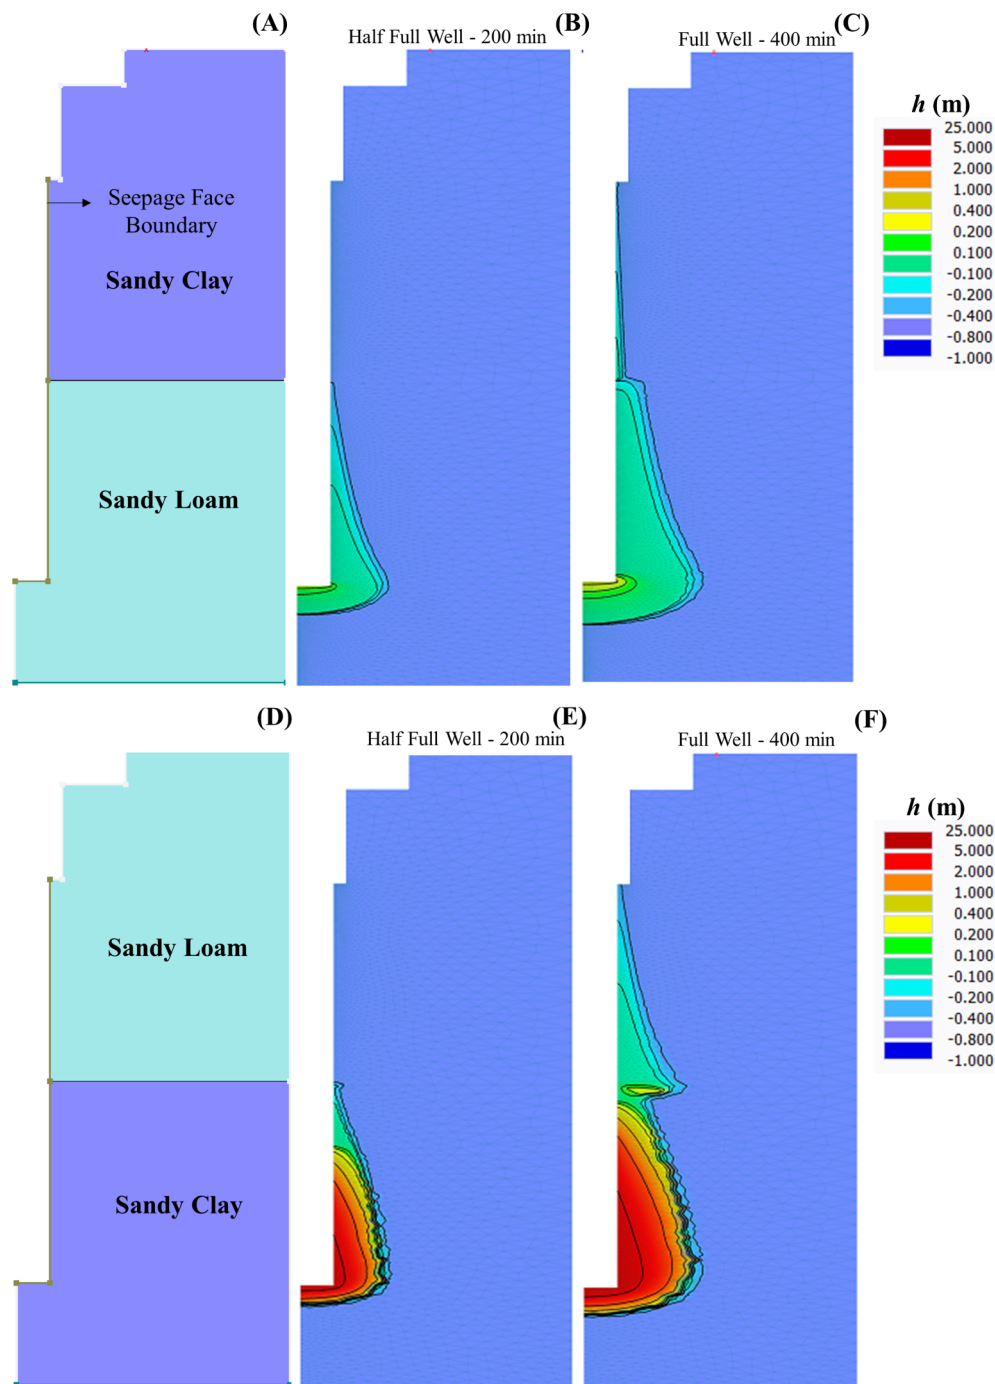 (A)
(B)
(C)
Half Full Well - 200 min
Full Well - 400 min
h (m)
25.000
5.000
2.000
1.000
0.400
0.200
0.100
-0.100
-0.200
-0.400
-0.800
-1.000
Seepage Face
Boundary
Sandy Clay
Sandy Loam
(D)
(E)
(F)
Half Full Well - 200 min
Full Well - 400 min
h (m)
25.000
5.000
2.000
1.000
0.400
0.200
0.100
-0.100
-0.200
-0.400
-0.800
-1.000
Sandy Loam
Sandy Clay